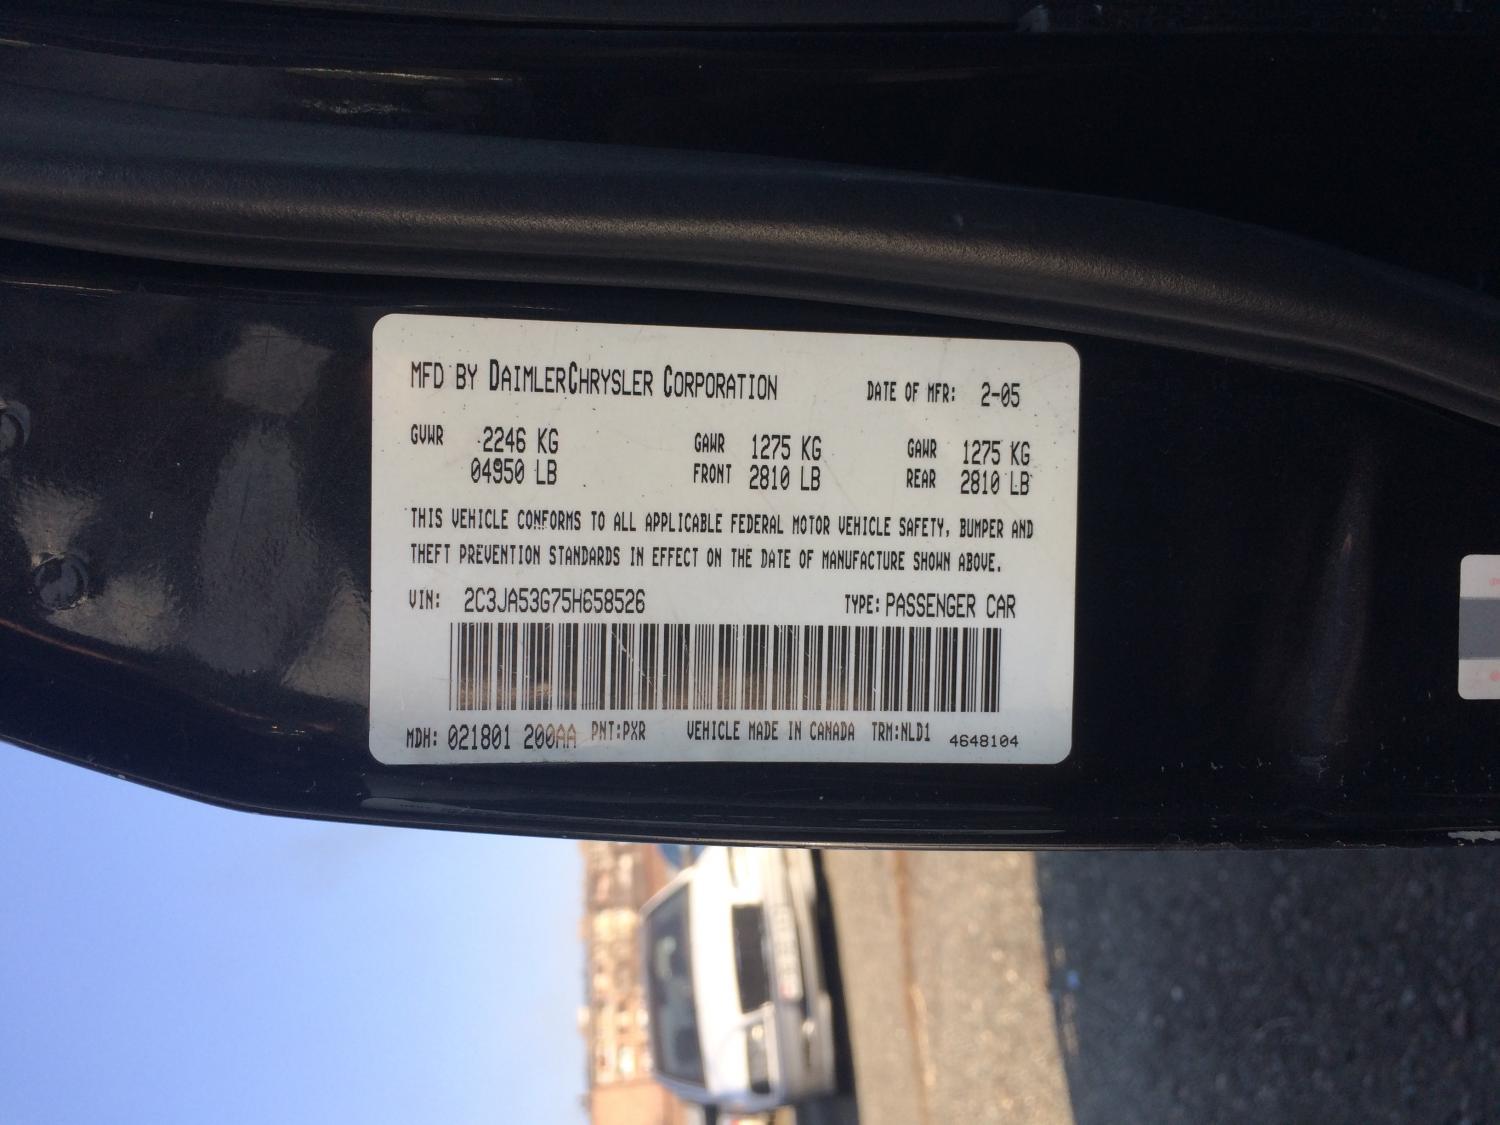 MFD BY DAIMLERCHRYSLER CORPORATION DATE OF MFR: 2-05
GVWR 2246 KG GAWR 1275 KG GAWR 1275 KG
04950 LB FRONT 2810 LB REAR 2810 LB
THIS VEHICLE CONFORMS TO ALL APPLICABLE FEDERAL MOTOR VEHICLE SAFETY, BUMPER AND
THEFT PREVENTION STANDARDS IN EFFECT ON THE DATE OF MANUFACTURE SHOWN ABOVE.
VIN: 2C3JA53G75H658526 TYPE: PASSENGER CAR
MDH: 021801 200AA PNT:PXR VEHICLE MADE IN CANADA TRM:NLD1 4648104